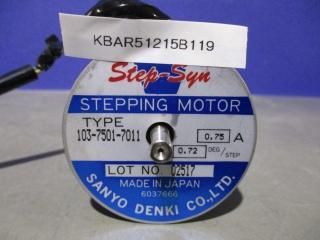 KBAR51215B119
Step-Syn
STEPPING MOTOR
TYPE
103-7501-7011
0.75 A
0.72 DEG/STEP
LOT NO. 02517
MADE IN JAPAN
6037666
SANYO DENKI CO.,LTD.